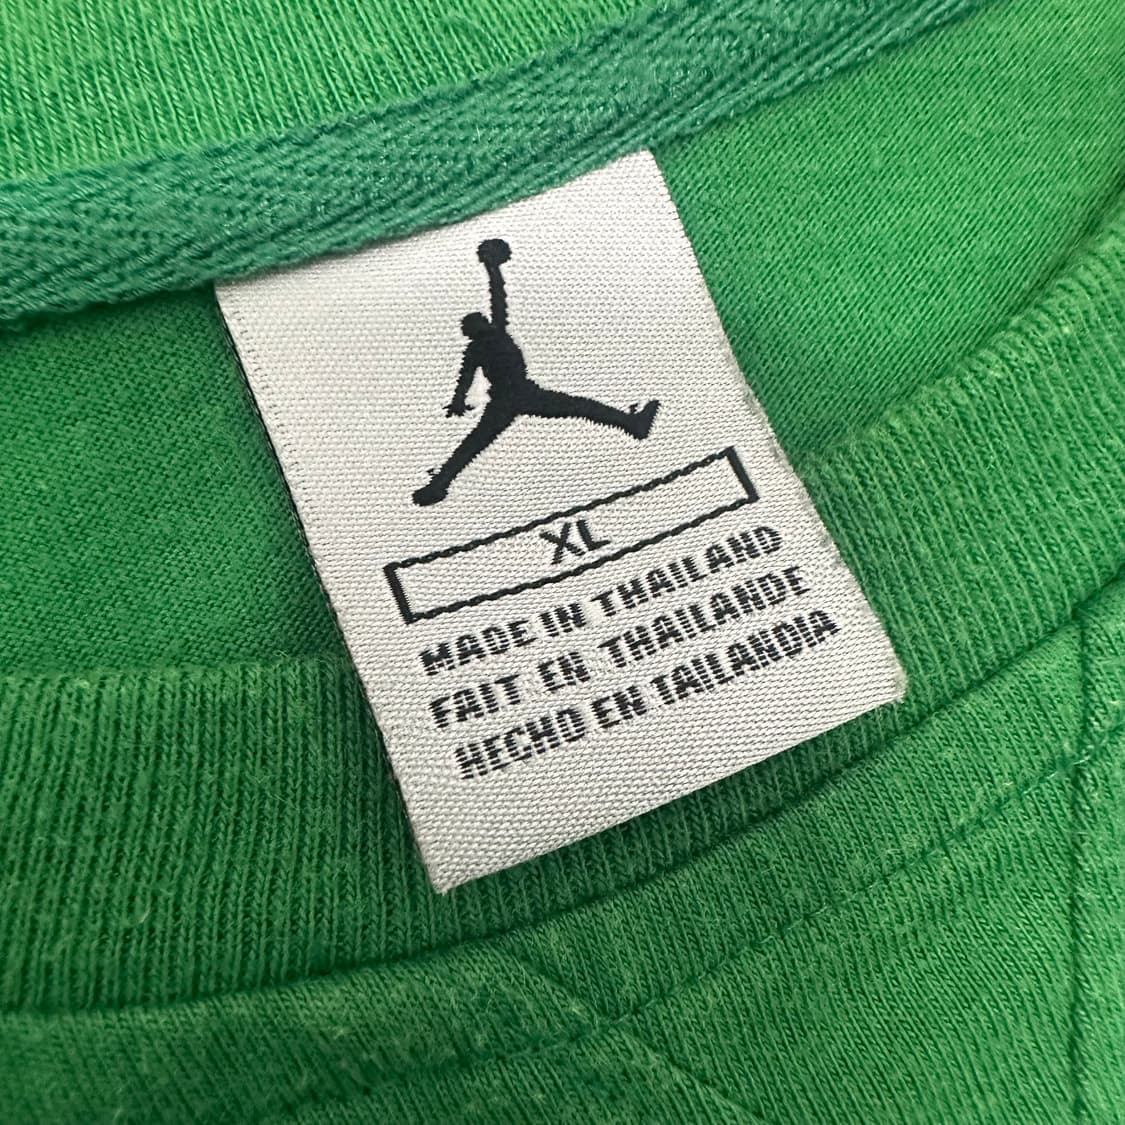 XL
MADE IN THAILAND
FAIT EN THAILANDE
HECHO EN TAILANDIA